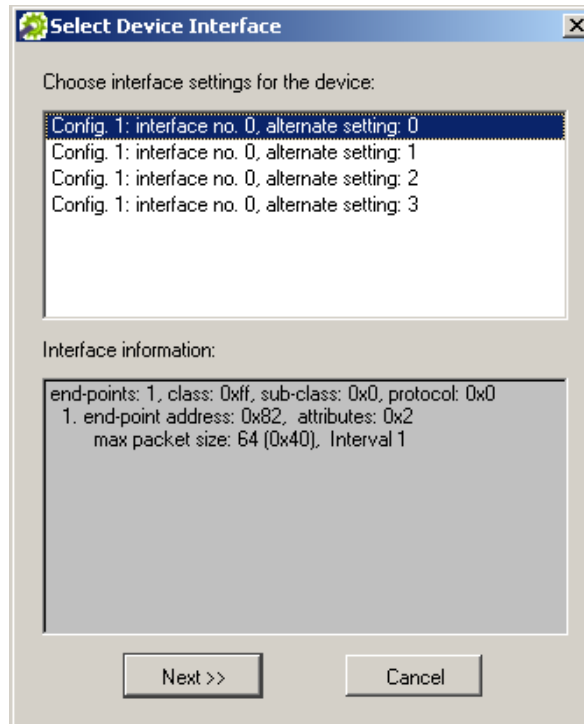 Select Device Interface
Choose interface settings for the device:
Config. 1: interface no. 0, alternate setting: 0
Config. 1: interface no. 0, alternate setting: 1
Config. 1: interface no. 0, alternate setting: 2
Config. 1: interface no. 0, alternate setting: 3
Interface information:
end-points: 1, class: 0xff, sub-class: 0x0, protocol: 0x0
1. end-point address: 0x82, attributes: 0x2
max packet size: 64 (0x40), Interval 1
Next >>
Cancel